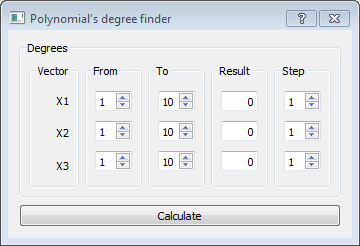 Polynomial's degree finder
Degrees
Vector From To Result Step
X1 1 10 0 1
X2 1 10 0 1
X3 1 10 0 1
Calculate